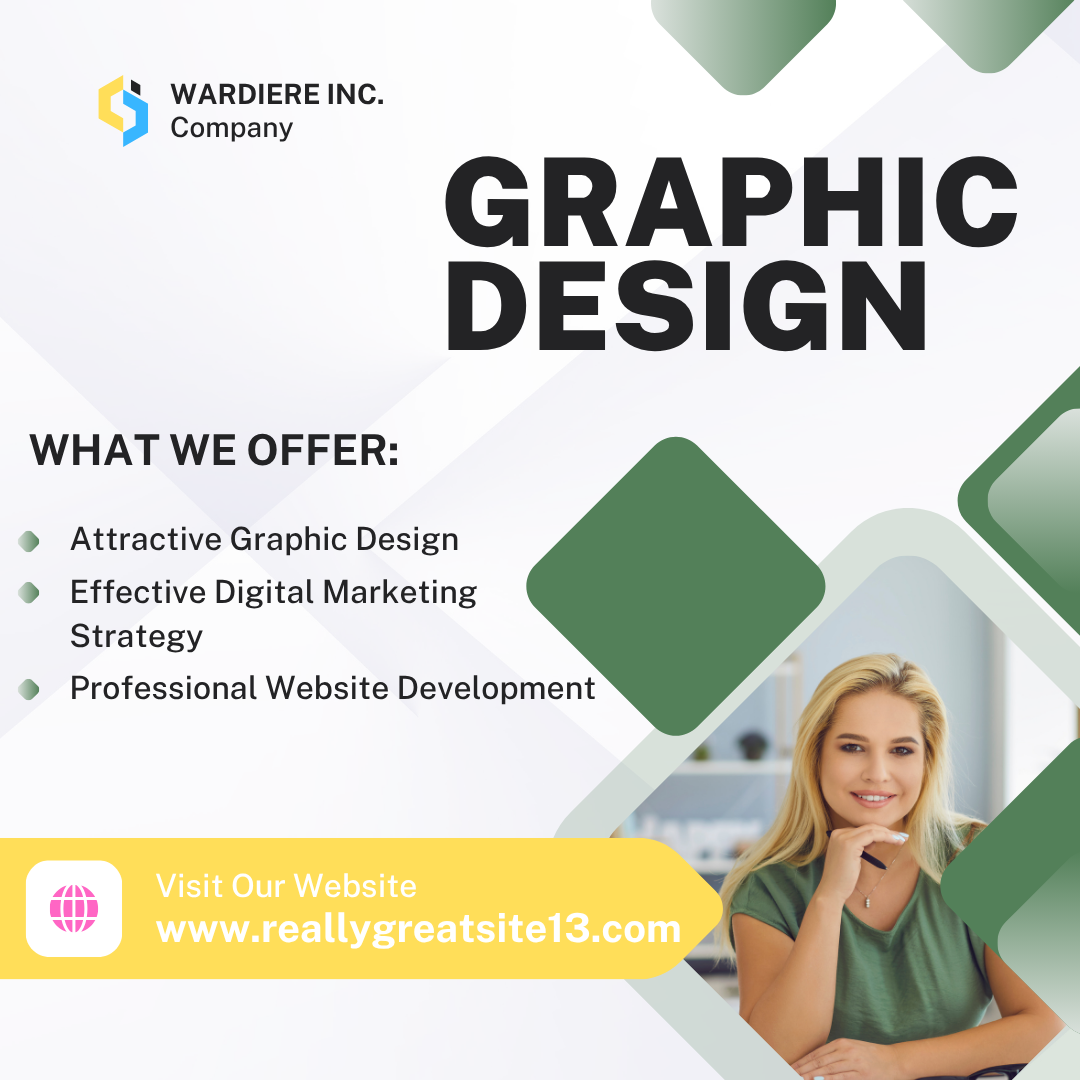 WARDIERE INC.
Company
GRAPHIC
DESIGN
WHAT WE OFFER:
Attractive Graphic Design
Effective Digital Marketing
Strategy
Professional Website Development
Visit Our Website
www.reallygreatsite13.com